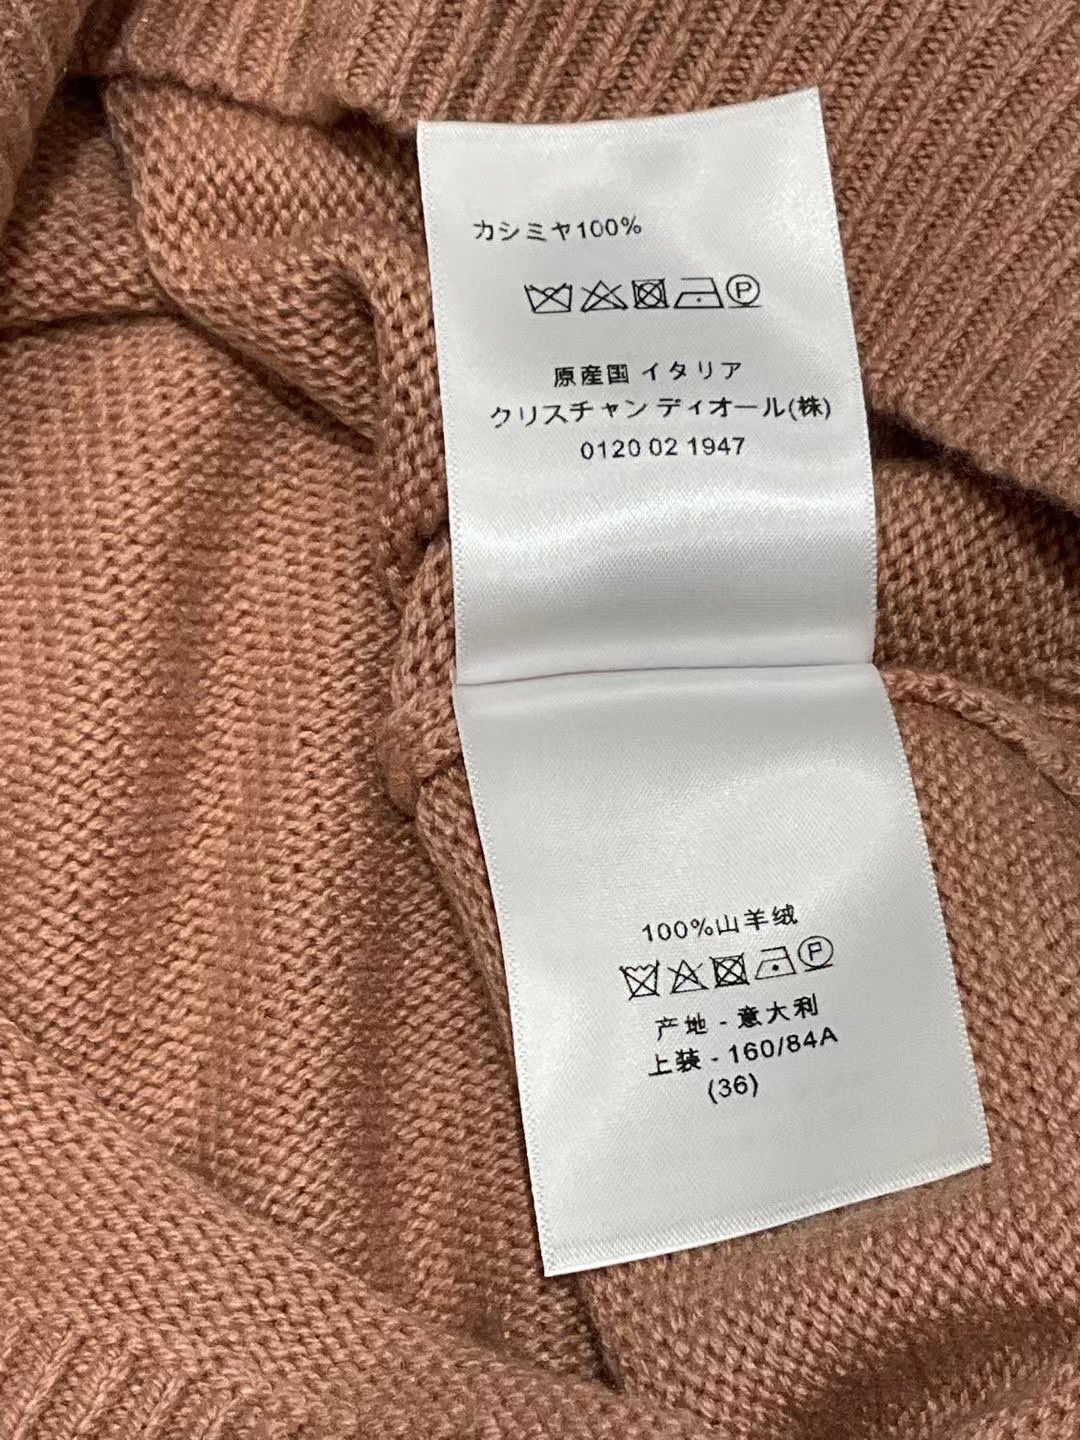 カシミヤ100%
P
原産国 イタリア
クリスチャン ディオール(株)
0120 02 1947
100%山羊绒
P
产地 - 意大利
上装 - 160/84A
(36)